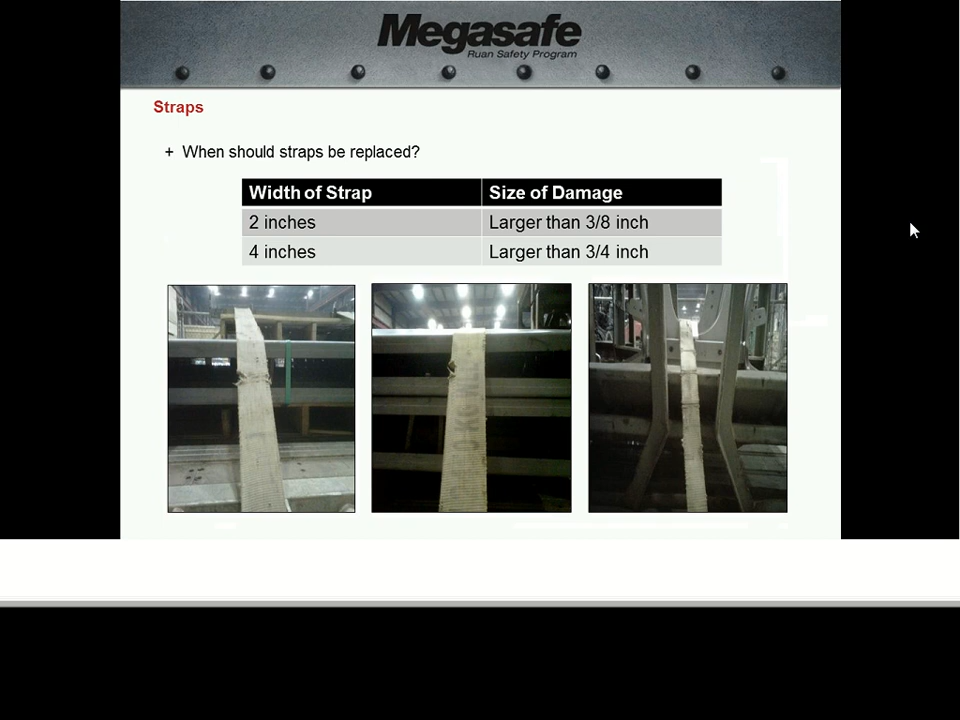 Megasafe
Ruan Safety Program
Straps
+ When should straps be replaced?
Width of Strap Size of Damage
2 inches Larger than 3/8 inch
4 inches Larger than 3/4 inch